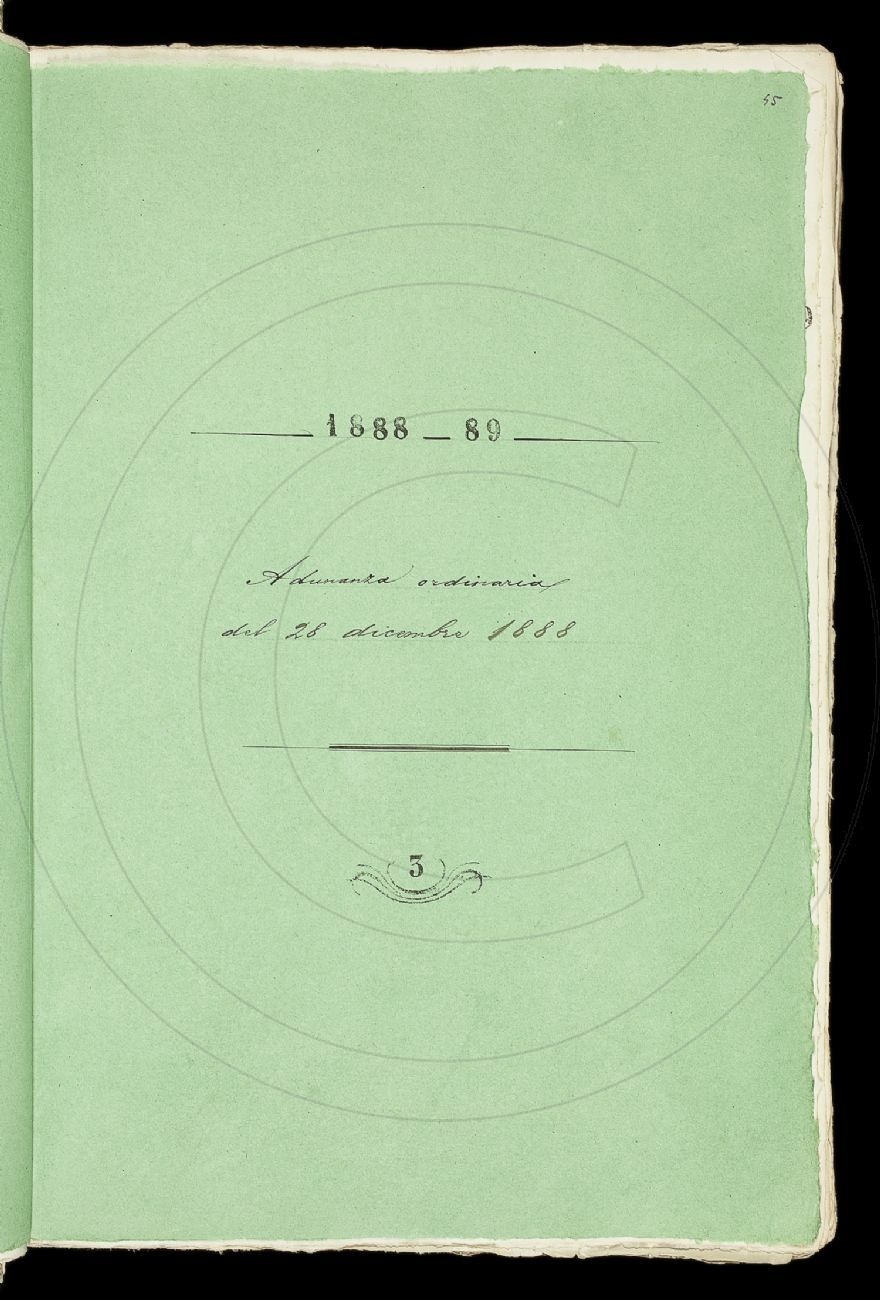 55
1888 — 89
Adunanza ordinaria
del 28 dicembre 1888
3